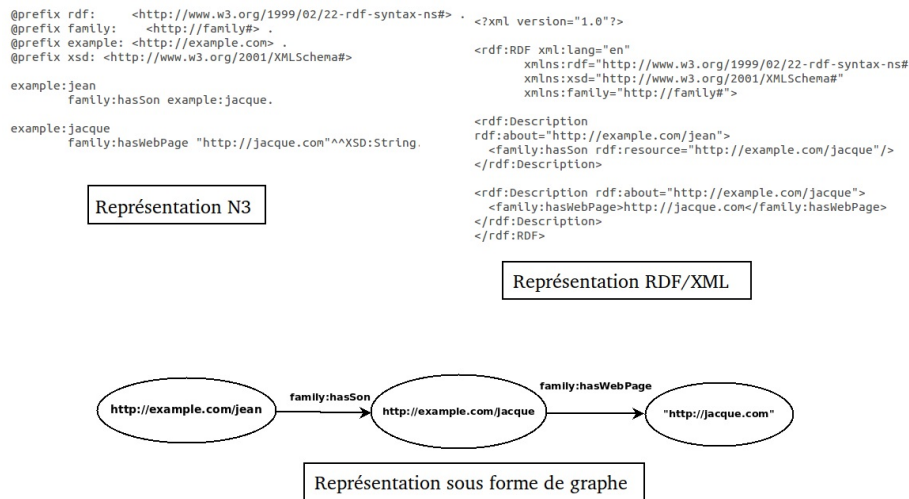 @prefix rdf: <http://www.w3.org/1999/02/22-rdf-syntax-ns#> .
@prefix family: <http://family#> .
@prefix example: <http://example.com> .
@prefix xsd: <http://www.w3.org/2001/XMLSchema#>
example:jean
family:hasSon example:jacque.
example:jacque
family:hasWebPage "http://jacque.com"^^XSD:String.
Représentation N3
<?xml version="1.0"?>
<rdf:RDF xml:lang="en"
xmlns:rdf="http://www.w3.org/1999/02/22-rdf-syntax-ns#
xmlns:xsd="http://www.w3.org/2001/XMLSchema#"
xmlns:family="http://family#">
<rdf:Description
rdf:about="http://example.com/jean">
<family:hasSon rdf:resource="http://example.com/jacque"/>
</rdf:Description>
<rdf:Description rdf:about="http://example.com/jacque">
<family:hasWebPage>http://jacque.com</family:hasWebPage>
</rdf:Description>
</rdf:RDF>
Représentation RDF/XML
http://example.com/jean
family:hasSon
http://example.com/jacque
family:hasWebPage
"http://jacque.com"
Représentation sous forme de graphe